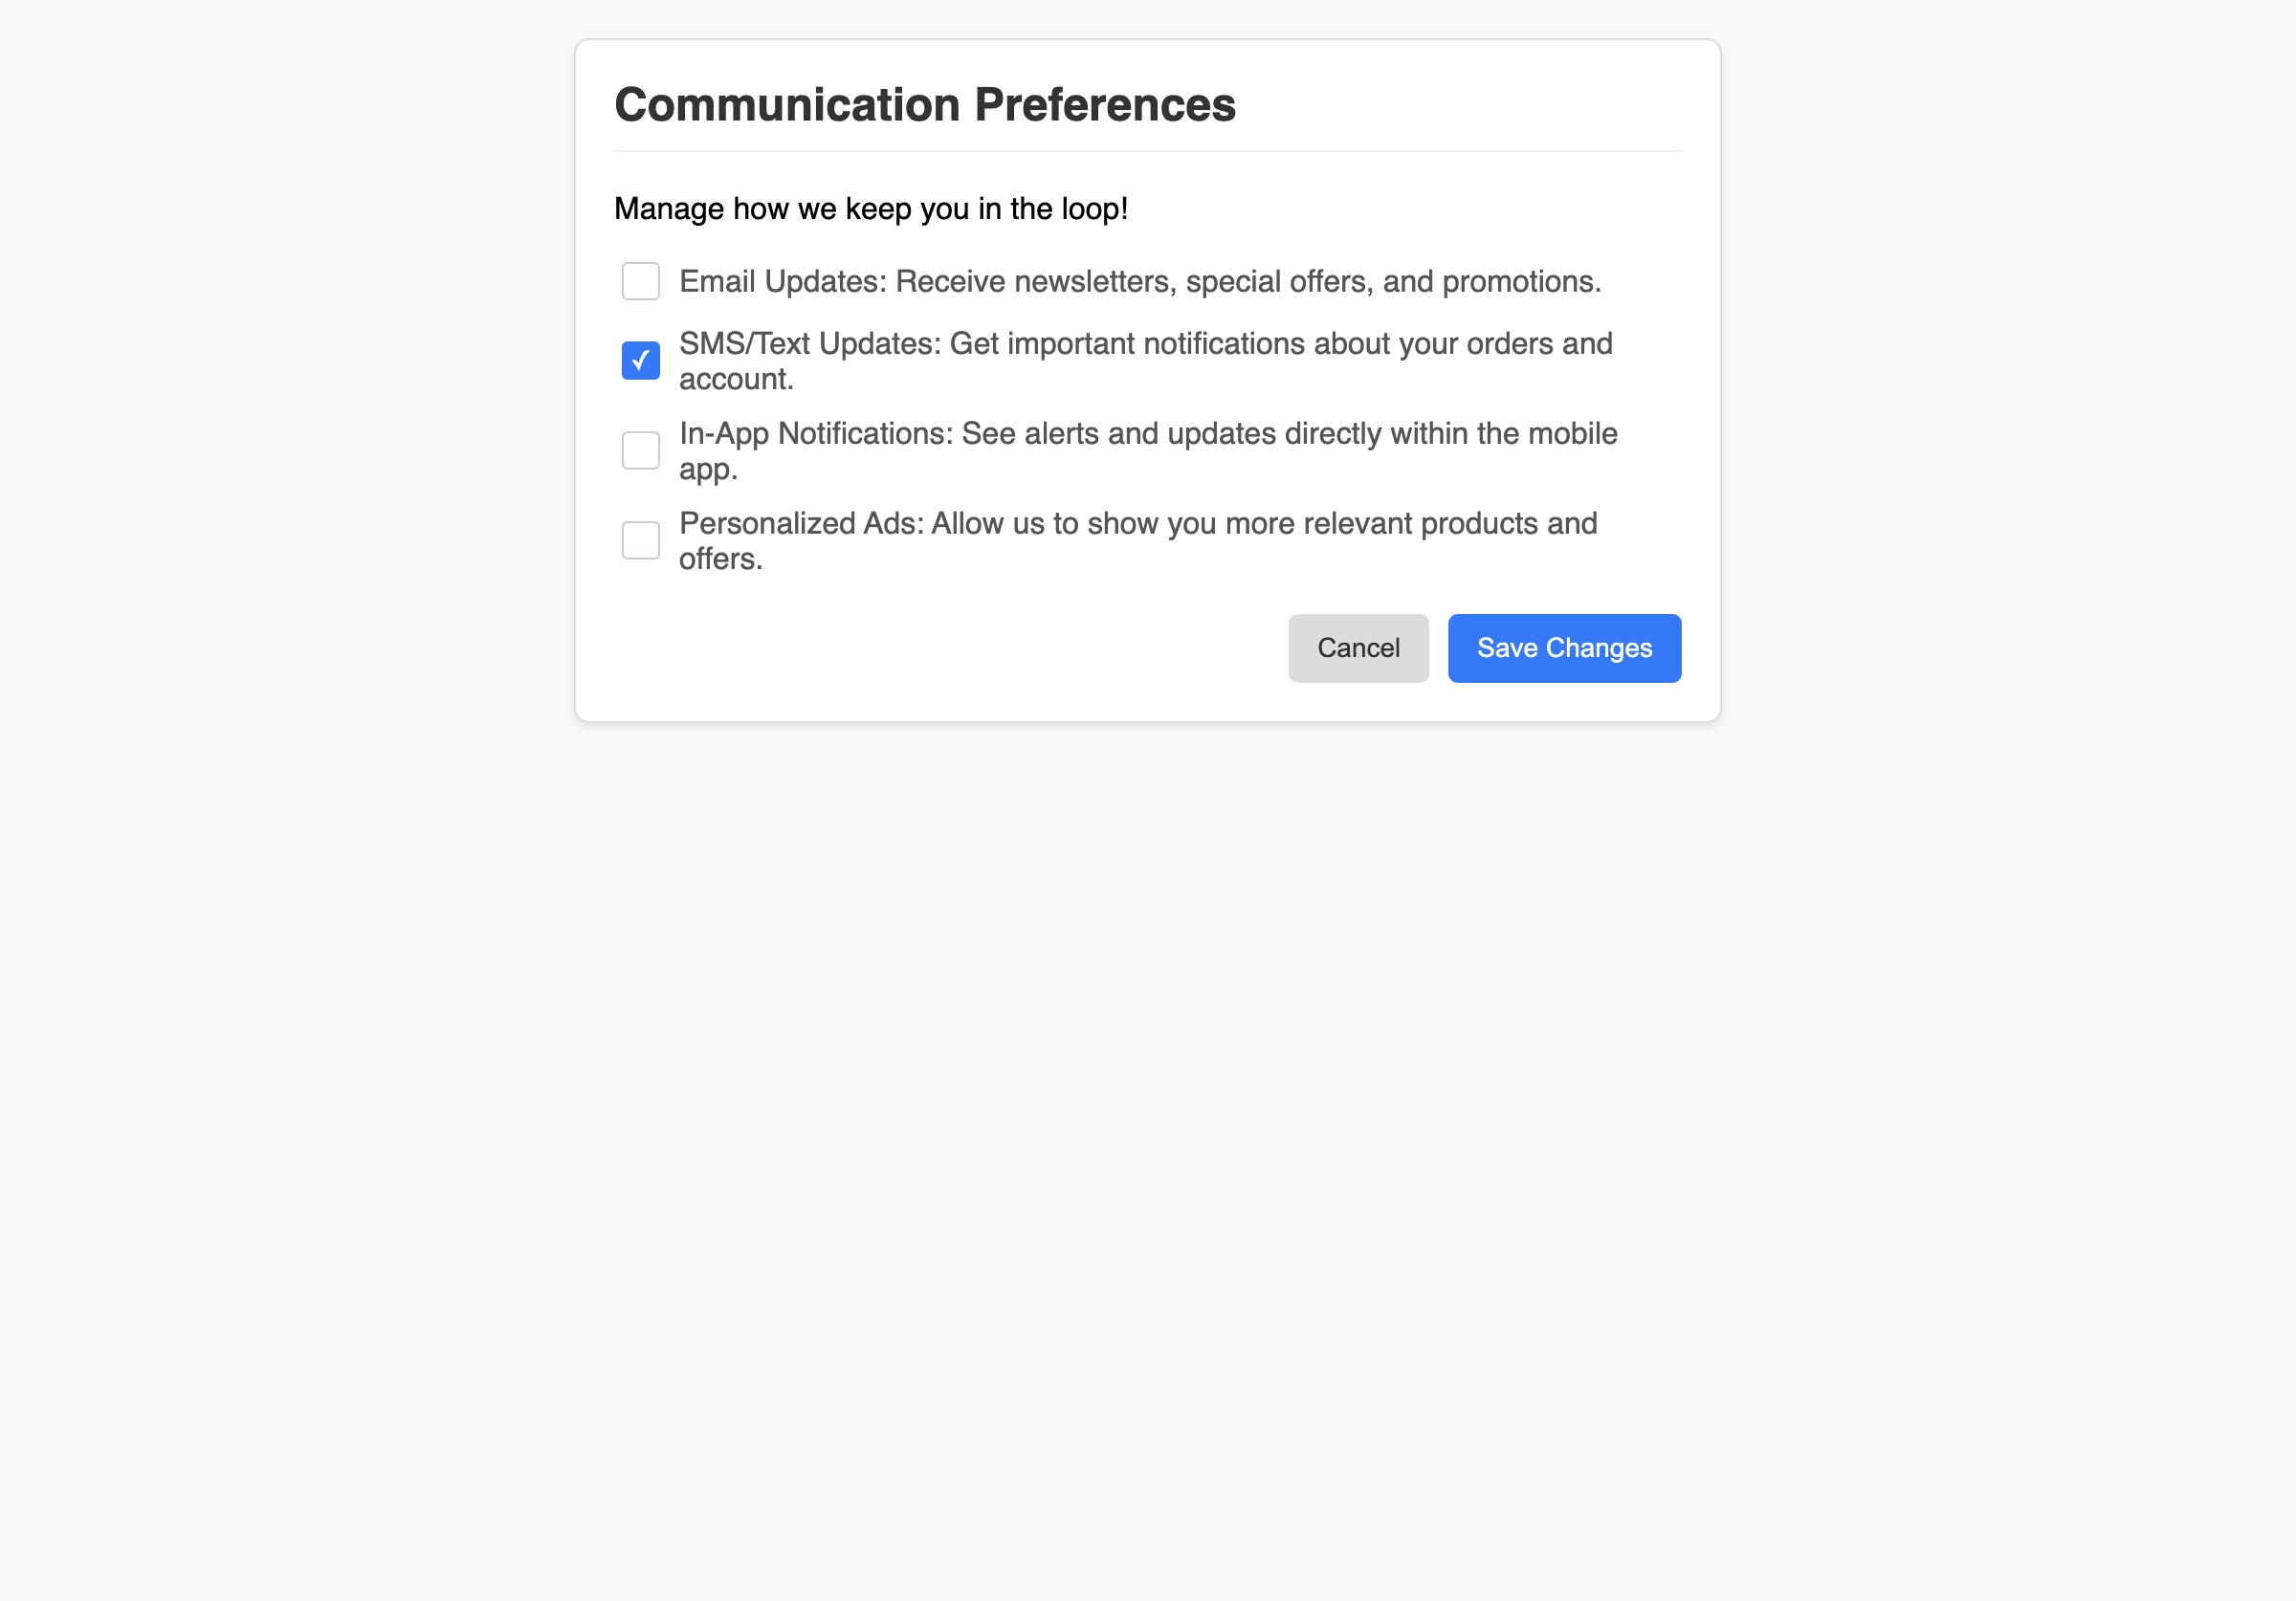 Communication Preferences
Manage how we keep you in the loop!
Email Updates: Receive newsletters, special offers, and promotions.
SMS/Text Updates: Get important notifications about your orders and
account.
In-App Notifications: See alerts and updates directly within the mobile
app.
Personalized Ads: Allow us to show you more relevant products and
offers.
Cancel
Save Changes